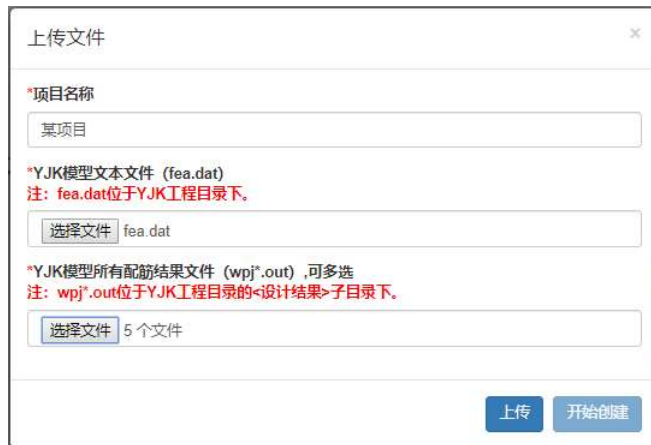 上传文件
×
*项目名称
某项目
*YJK模型文本文件（fea.dat)
注：fea.dat位于YJK工程目录下。
选择文件 fea.dat
*YJK模型所有配筋结果文件（wpj*.out）,可多选
注：wpj*.out位于YJK工程目录的<设计结果>子目录下。
选择文件 5 个文件
上传 开始创建